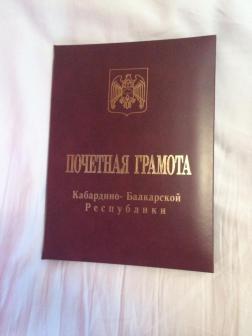 ПОЧЕТНАЯ ГРАМОТА
Кабардино- Балкарской
Республики